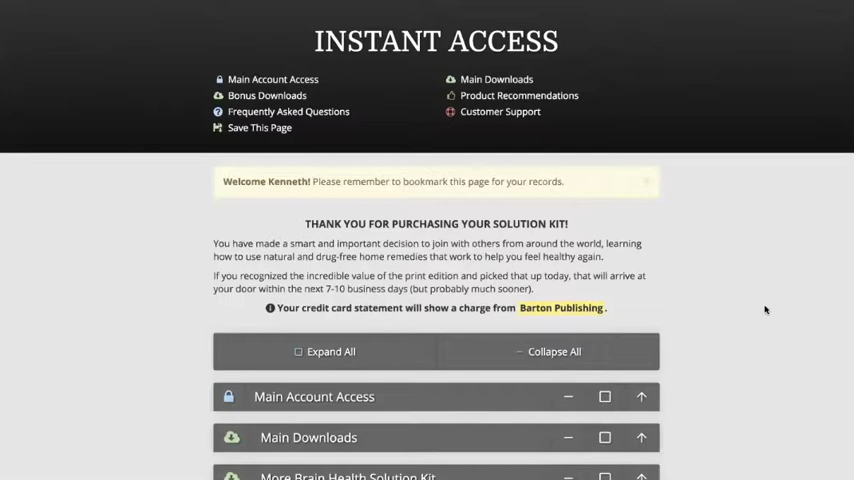 INSTANT ACCESS
Main Account Access
Main Downloads
Bonus Downloads
Product Recommendations
Frequently Asked Questions
Customer Support
Save This Page
Welcome Kenneth! Please remember to bookmark this page for your records.
THANK YOU FOR PURCHASING YOUR SOLUTION KIT!
You have made a smart and important decision to join with others from around the world, learning
how to use natural and drug-free home remedies that work to help you feel healthy again.
If you recognized the incredible value of the print edition and picked that up today, that will arrive at
your door within the next 7-10 business days (but probably much sooner).
Your credit card statement will show a charge from Barton Publishing.
Expand All
Collapse All
Main Account Access
Main Downloads
More Brain Health Solution Kit